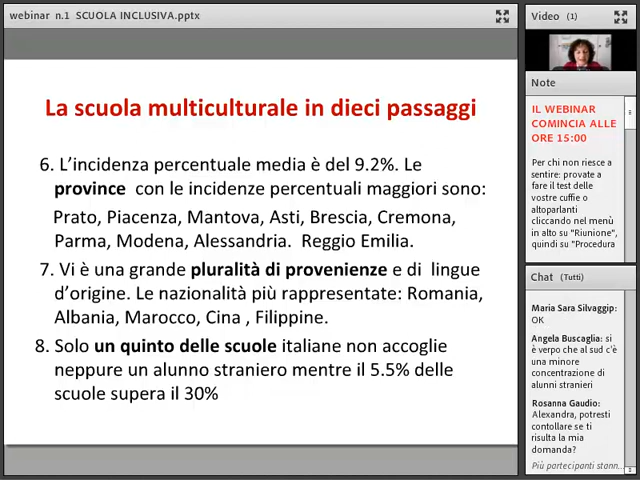 webinar n.1 SCUOLA INCLUSIVA.pptx
La scuola multiculturale in dieci passaggi
6. L’incidenza percentuale media è del 9.2%. Le
province con le incidenze percentuali maggiori sono:
Prato, Piacenza, Mantova, Asti, Brescia, Cremona,
Parma, Modena, Alessandria. Reggio Emilia.
7. Vi è una grande pluralità di provenienze e di lingue
d’origine. Le nazionalità più rappresentate: Romania,
Albania, Marocco, Cina , Filippine.
8. Solo un quinto delle scuole italiane non accoglie
neppure un alunno straniero mentre il 5.5% delle
scuole supera il 30%
Video (1)
Note
IL WEBINAR
COMINCIA ALLE
ORE 15:00
Per chi non riesce a
sentire: provate a
fare il test delle
vostre cuffie o
altoparlanti
cliccando nel menù
in alto su "Riunione",
quindi su "Procedura
Chat (Tutti)
Maria Sara Silvaggip:
OK
Angela Buscaglia: si
è verpo che al sud c'è
una minore
concentrazione di
alunni stranieri
Rosanna Gaudio:
Alexandra, potresti
contollare se ti
risulta la mia
domanda?
Più partecipanti stann...